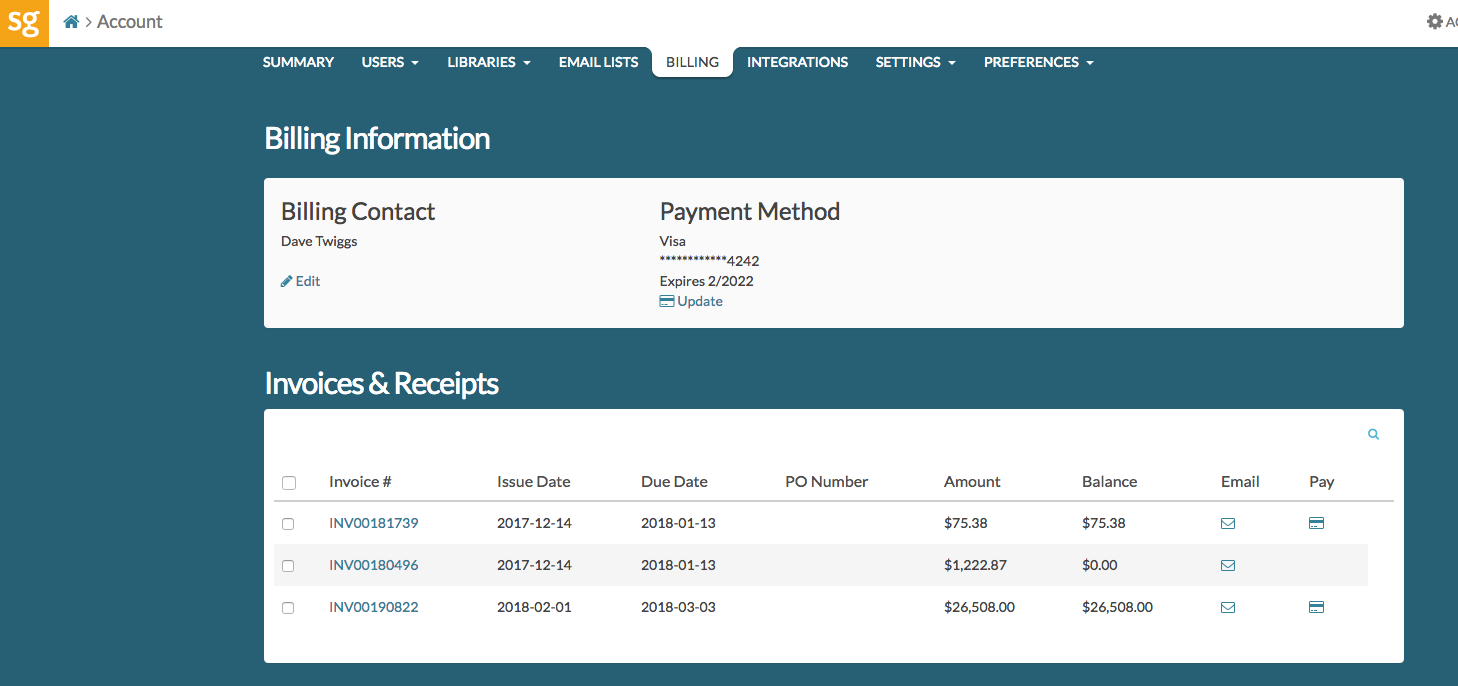 sg > Account AC
SUMMARY USERS LIBRARIES EMAIL LISTS BILLING INTEGRATIONS SETTINGS PREFERENCES
Billing Information
Billing Contact
Dave Twiggs
Edit
Payment Method
Visa
************4242
Expires 2/2022
Update
Invoices & Receipts
Invoice # Issue Date Due Date PO Number Amount Balance Email Pay
INV00181739 2017-12-14 2018-01-13 $75.38 $75.38
INV00180496 2017-12-14 2018-01-13 $1,222.87 $0.00
INV00190822 2018-02-01 2018-03-03 $26,508.00 $26,508.00